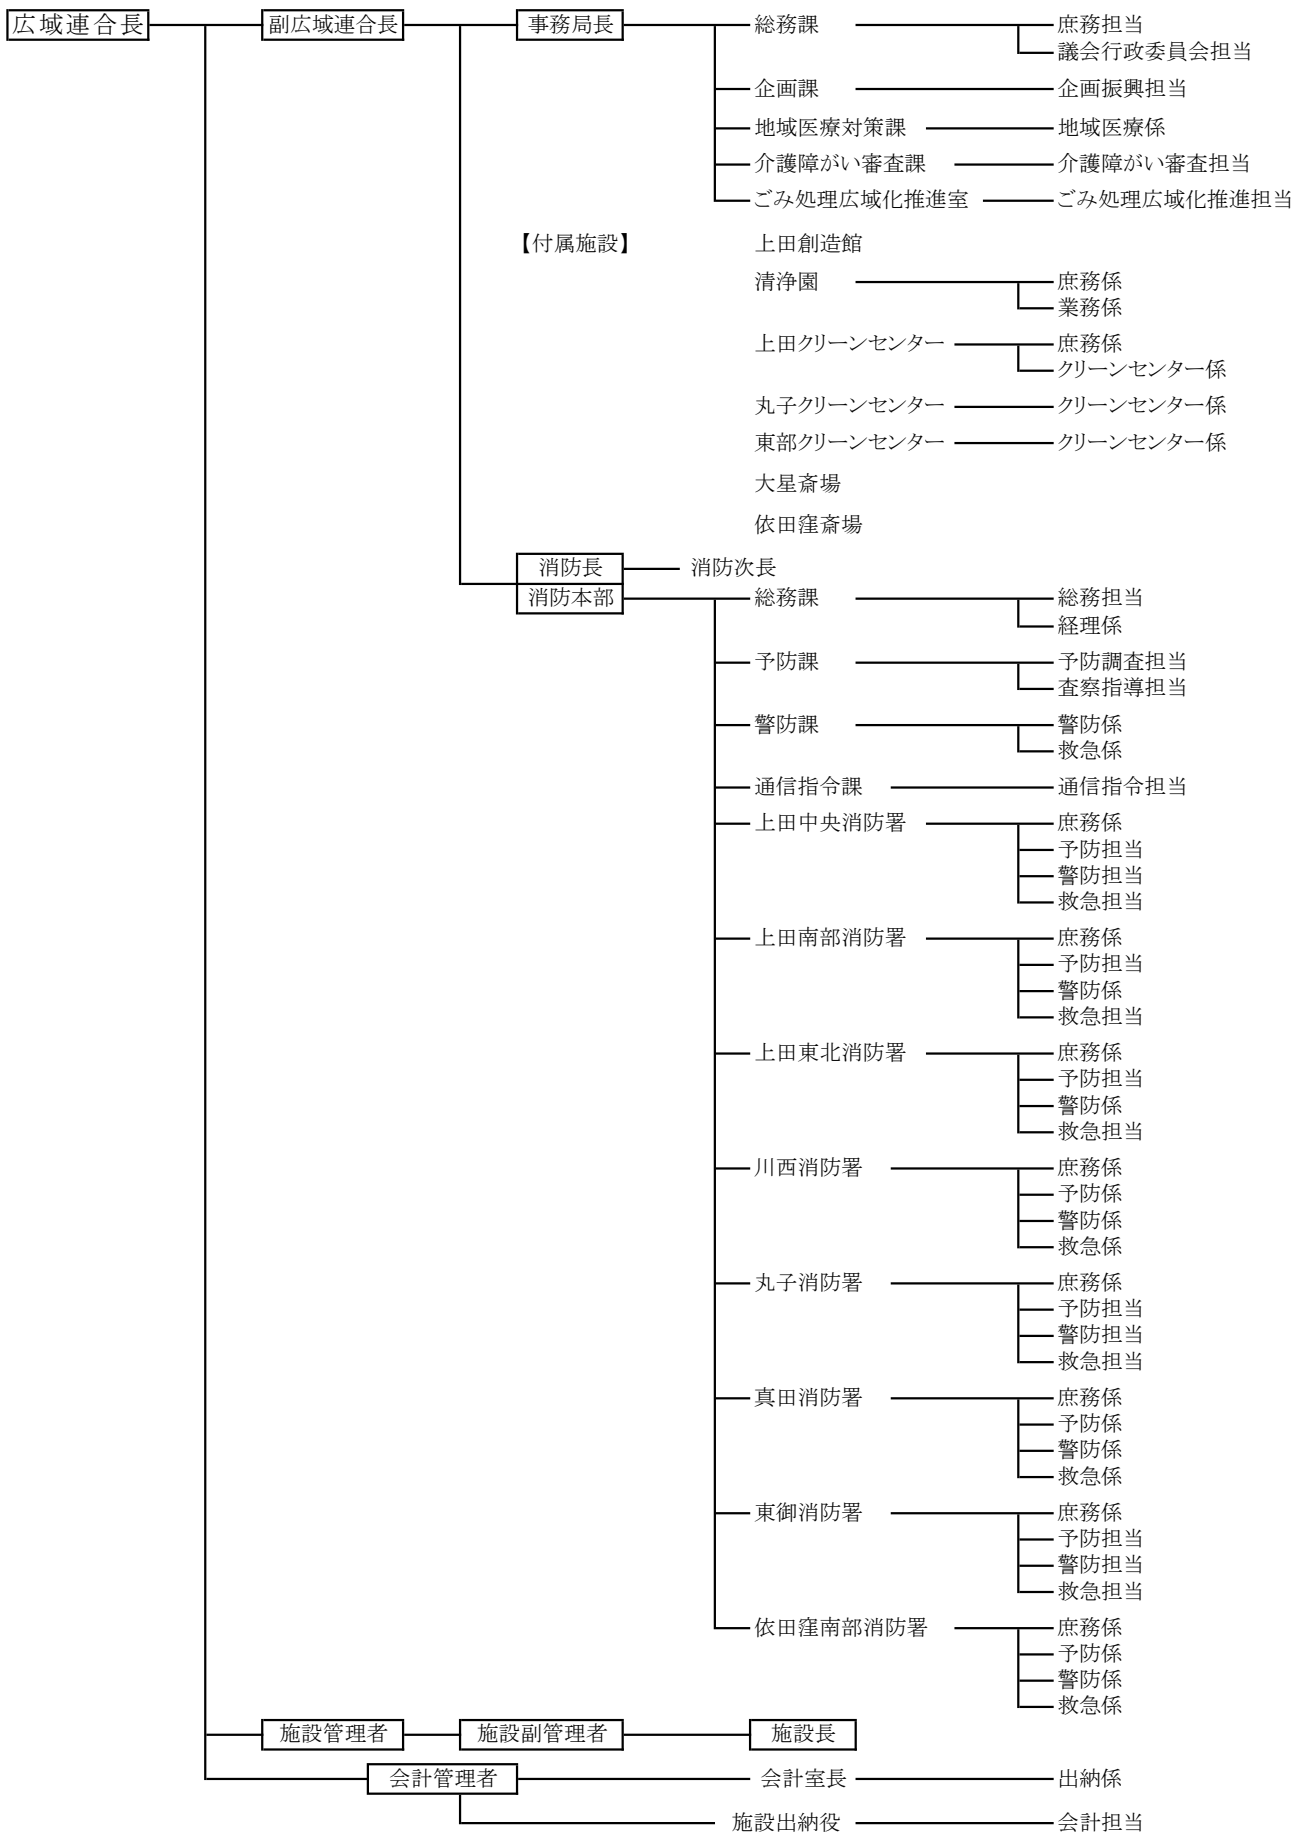 広域連合長 副広域連合長 事務局長 総務課 庶務担当
議会行政委員会担当
企画課 企画振興担当
地域医療対策課 地域医療係
介護障がい審査課 介護障がい審査担当
ごみ処理広域化推進室 ごみ処理広域化推進担当
【付属施設】 上田創造館
清浄園 庶務係
業務係
上田クリーンセンター 庶務係
クリーンセンター係
丸子クリーンセンター クリーンセンター係
東部クリーンセンター クリーンセンター係
大星斎場
依田窪斎場
消防長 消防次長
消防本部 総務課 総務担当
経理係
予防課 予防調査担当
査察指導担当
警防課 警防係
救急係
通信指令課 通信指令担当
上田中央消防署 庶務係
予防担当
警防担当
救急担当
上田南部消防署 庶務係
予防担当
警防係
救急担当
上田東北消防署 庶務係
予防担当
警防係
救急担当
川西消防署 庶務係
予防係
警防係
救急係
丸子消防署 庶務係
予防担当
警防担当
救急担当
真田消防署 庶務係
予防係
警防係
救急係
東御消防署 庶務係
予防担当
警防担当
救急担当
依田窪南部消防署 庶務係
予防係
警防係
救急係
施設管理者 施設副管理者 施設長
会計管理者 会計室長 出納係
施設出納役 会計担当